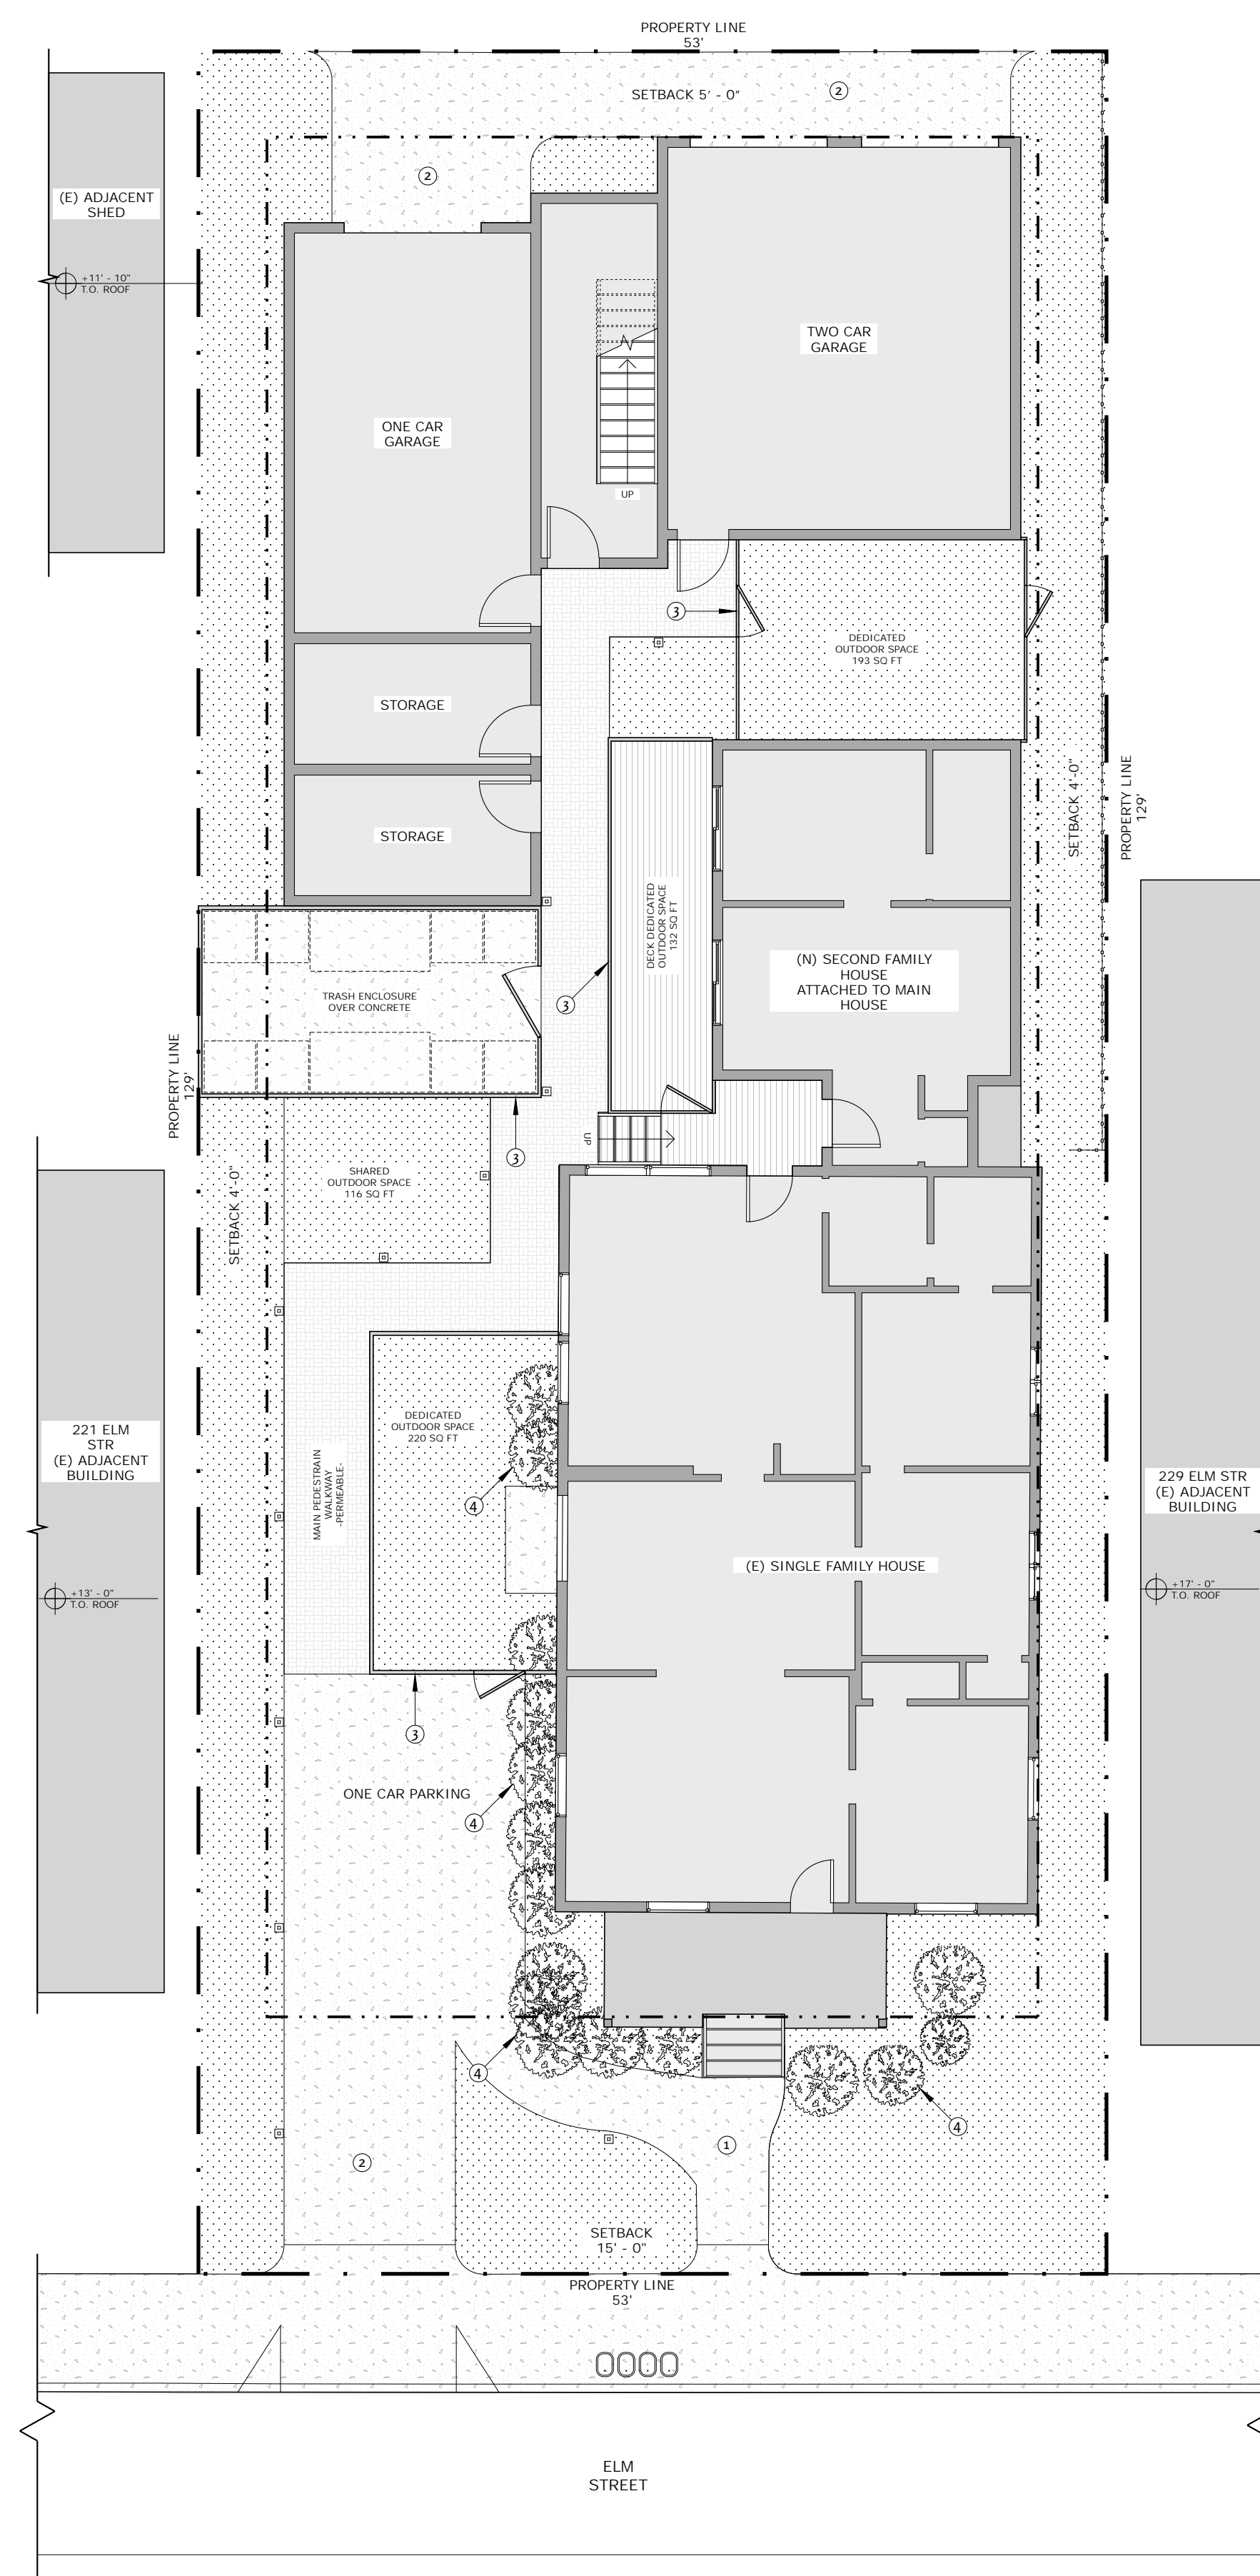 PROPERTY LINE
53'
SETBACK 5' - 0"
2
2
(E) ADJACENT
SHED
+11' - 10"
T.O. ROOF
TWO CAR
GARAGE
ONE CAR
GARAGE
UP
3
DEDICATED
OUTDOOR SPACE
193 SQ FT
STORAGE
STORAGE
SETBACK 4'-0"
PROPERTY LINE
129'
DECK DEDICATED
OUTDOOR SPACE
132 SQ FT
(N) SECOND FAMILY
HOUSE
ATTACHED TO MAIN
HOUSE
TRASH ENCLOSURE
OVER CONCRETE
3
PROPERTY LINE
129'
3
UP
SHARED
OUTDOOR SPACE
116 SQ FT
SETBACK 4'-0"
DEDICATED
OUTDOOR SPACE
220 SQ FT
221 ELM
STR
(E) ADJACENT
BUILDING
MAIN PEDESTRIAN
WALKWAY
-PERMEABLE-
4
229 ELM STR
(E) ADJACENT
BUILDING
(E) SINGLE FAMILY HOUSE
+13' - 0"
T.O. ROOF
+17' - 0"
T.O. ROOF
3
ONE CAR PARKING
4
4
4
1
2
SETBACK
15' - 0"
PROPERTY LINE
53'
ELM
STREET